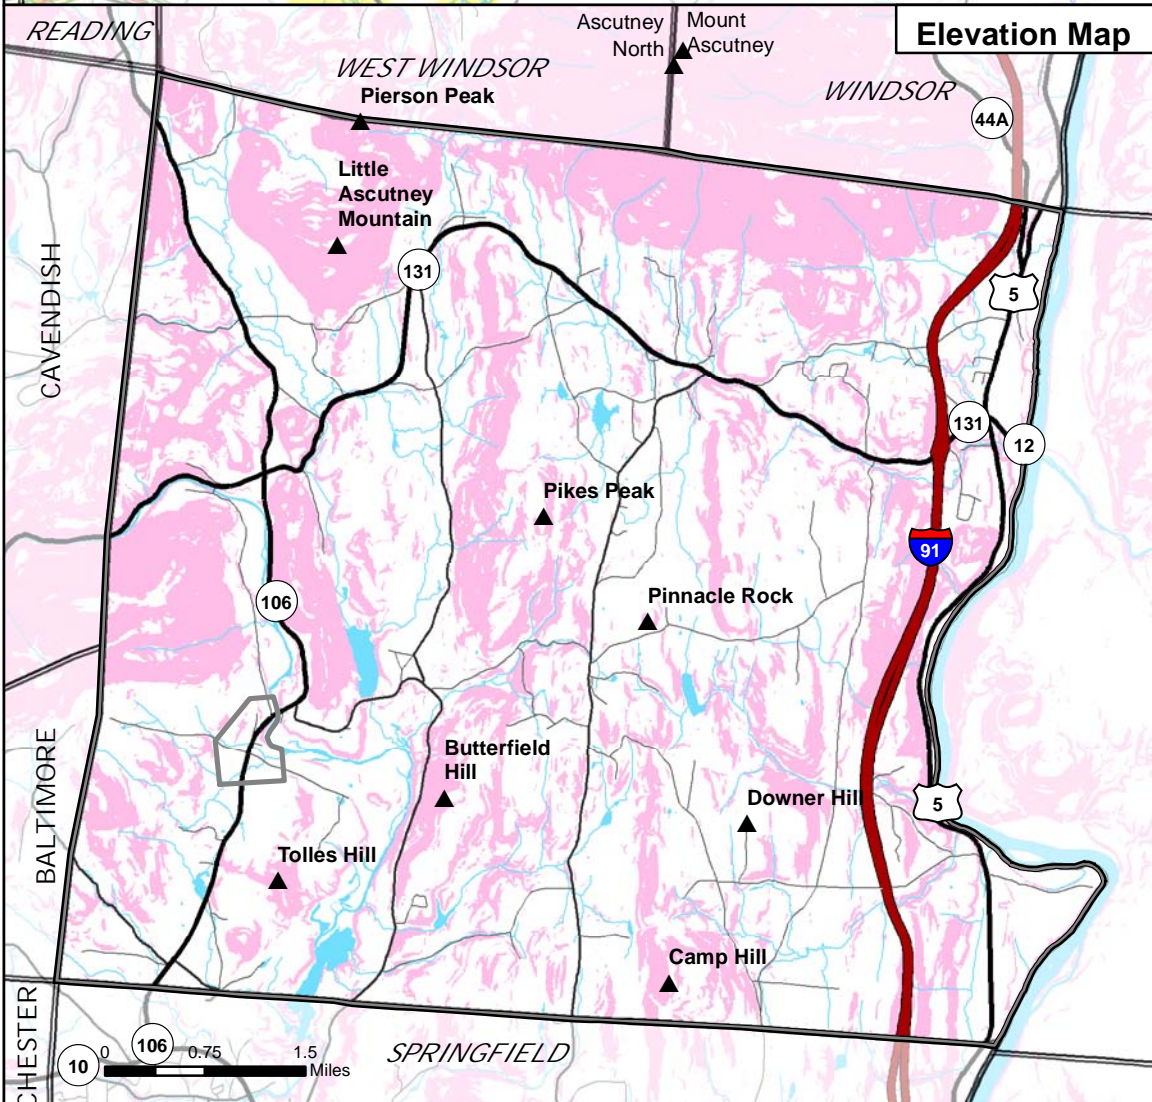 Elevation Map
READING
Ascutney
North
Mount
Ascutney
WEST WINDSOR
WINDSOR
Pierson Peak
44A
Little
Ascutney
Mountain
CAVENDISH
131
5
131
12
Pikes Peak
91
106
Pinnacle Rock
BALTIMORE
Butterfield
Hill
Downer Hill
5
Tolles Hill
Camp Hill
CHESTER
106
10
0 0.75 1.5
Miles
SPRINGFIELD